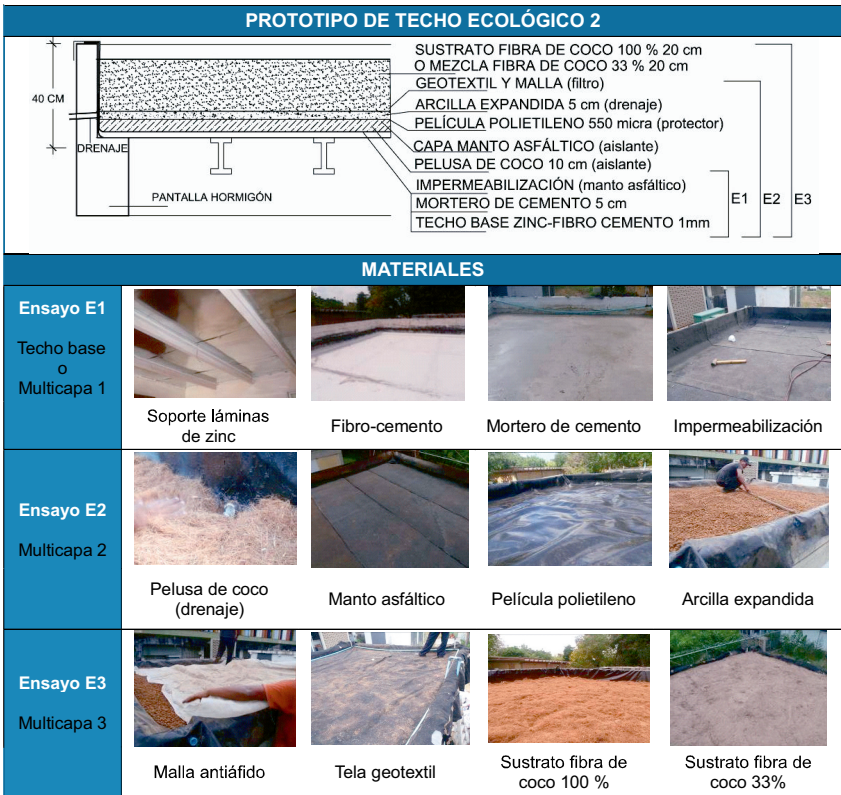 PROTOTIPO DE TECHO ECOLÓGICO 2
SUSTRATO FIBRA DE COCO 100 % 20 cm
O MEZCLA FIBRA DE COCO 33 % 20 cm
GEOTEXTIL Y MALLA (filtro)
40 CM
ARCILLA EXPANDIDA 5 cm (drenaje)
PELÍCULA POLIETILENO 550 micra (protector)
DRENAJE
CAPA MANTO ASFÁLTICO (aislante)
PELUSA DE COCO 10 cm (aislante)
PANTALLA HORMIGÓN
IMPERMEABILIZACIÓN (manto asfáltico)
MORTERO DE CEMENTO 5 cm
TECHO BASE ZINC-FIBRO CEMENTO 1mm
E1 E2 E3
MATERIALES
Ensayo E1
Techo base
o
Multicapa 1
Soporte láminas
de zinc
Fibro-cemento
Mortero de cemento
Impermeabilización
Ensayo E2
Multicapa 2
Pelusa de coco
(drenaje)
Manto asfáltico
Película polietileno
Arcilla expandida
Ensayo E3
Multicapa 3
Malla antiáfido
Tela geotextil
Sustrato fibra de
coco 100 %
Sustrato fibra de
coco 33%